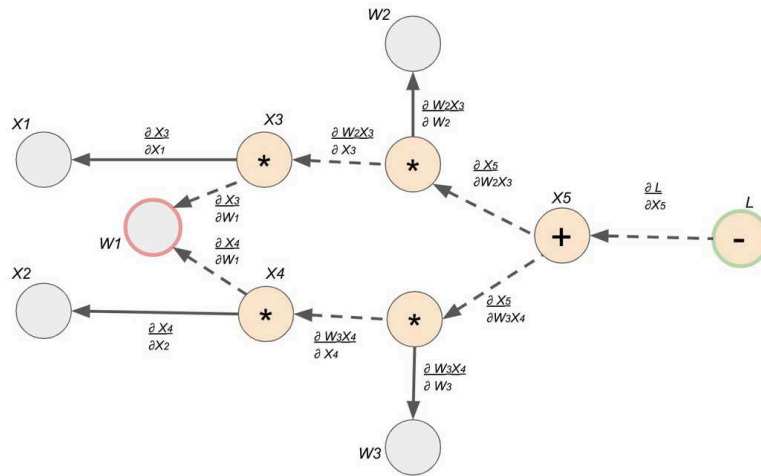 W2
X1
∂ X3
∂X1
X3
∂ W2X3
∂ X3
∂ W2X3
∂ W2
*
*
∂ X5
∂W2X3
∂ X3
∂W1
W1
X5
+
∂ L
∂X5
L
-
∂ X4
∂W1
X2
X4
*
*
∂ X5
∂W3X4
∂ X4
∂X2
∂ W3X4
∂ X4
∂ W3X4
∂ W3
W3